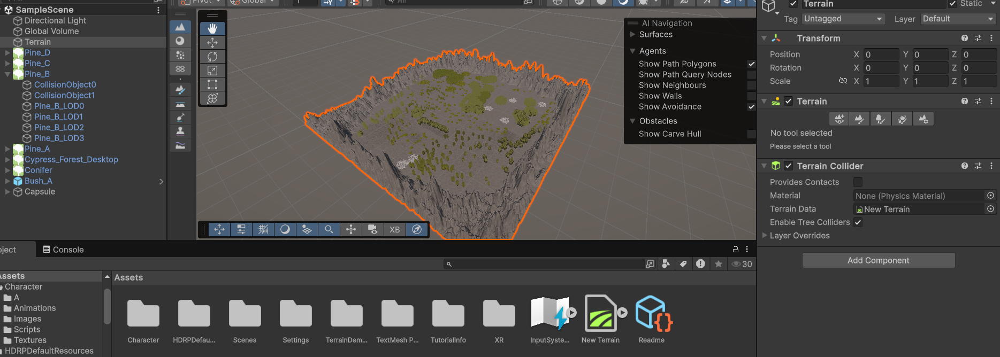 SampleScene
Directional Light
Global Volume
Terrain
Pine_D
Pine_C
Pine_B
CollisionObject0
CollisionObject1
Pine_B_LOD0
Pine_B_LOD1
Pine_B_LOD2
Pine_B_LOD3
Pine_A
Cypress_Forest_Desktop
Conifer
Bush_A
Capsule
Pivot
Global
1
All
2D
XB
AI Navigation
Surfaces
Agents
Show Path Polygons
Show Path Query Nodes
Show Neighbours
Show Walls
Show Avoidance
Obstacles
Show Carve Hull
Terrain
Static
Tag Untagged Layer Default
Transform
Position X 0 Y 0 Z 0
Rotation X 0 Y 0 Z 0
Scale X 1 Y 1 Z 1
Terrain
No tool selected
Please select a tool
Terrain Collider
Provides Contacts
Material None (Physics Material)
Terrain Data New Terrain
Enable Tree Colliders
Layer Overrides
Add Component
oject
Console
30
Assets
Character
A
Animations
Images
Scripts
Textures
HDRPDefaultResources
Assets
Character
HDRPDefau...
Scenes
Settings
TerrainDem...
TextMesh P...
TutorialInfo
XR
InputSyste...
New Terrain
Readme